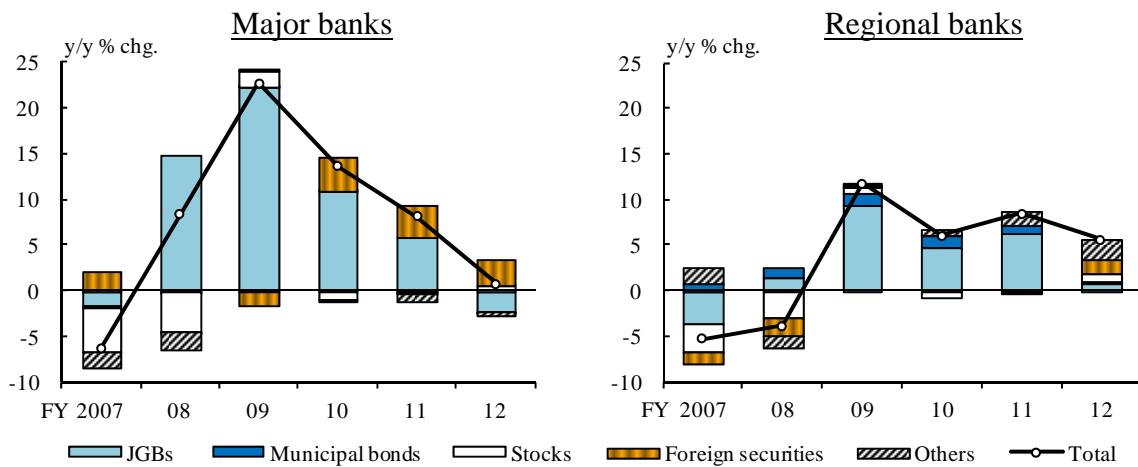 Major banks
y/y % chg.
25
20
15
10
5
0
-5
-10
FY 2007 08 09 10 11 12
Regional banks
y/y % chg.
25
20
15
10
5
0
-5
-10
FY 2007 08 09 10 11 12
JGBs Municipal bonds Stocks Foreign securities Others Total